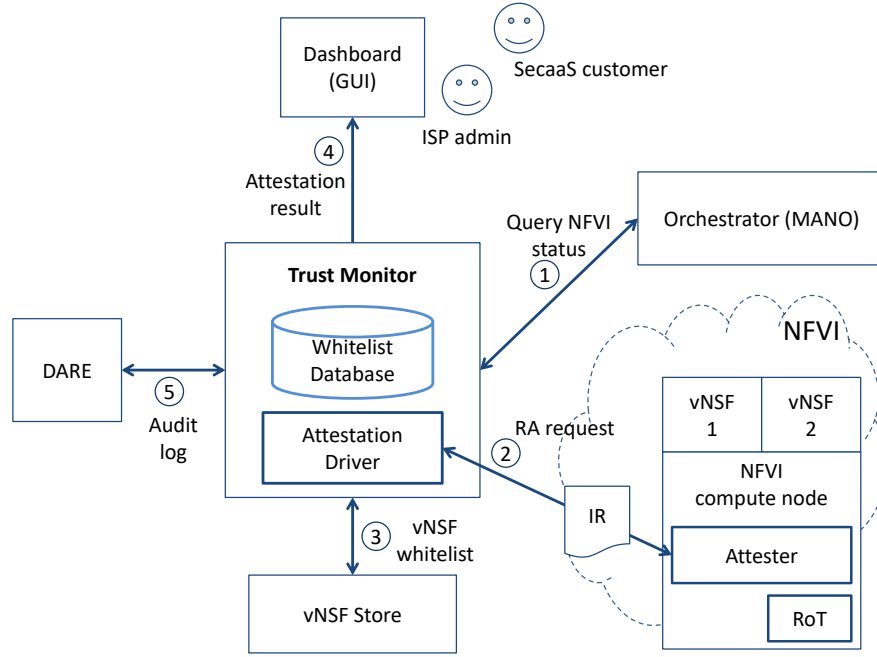 Dashboard
(GUI)
SecaaS customer
ISP admin
4
Attestation
result
Query NFVI
status
1
Orchestrator (MANO)
Trust Monitor
Whitelist
Database
Attestation
Driver
DARE
5
Audit
log
RA request
2
NFVI
vNSF
1
vNSF
2
NFVI
compute node
IR
Attester
RoT
3
vNSF
whitelist
vNSF Store